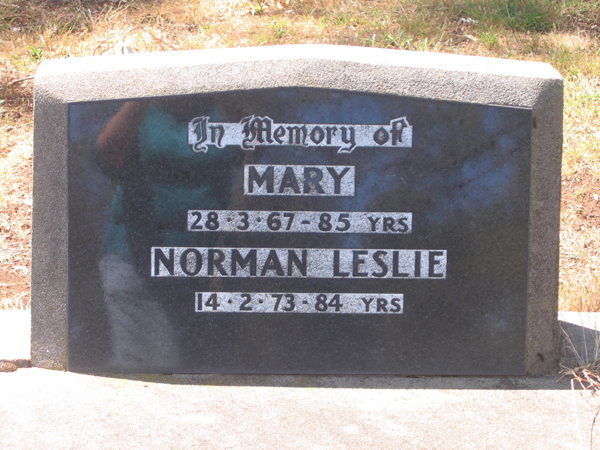 In Memory of
MARY
28·3·67-85 YRS
NORMAN LESLIE
14·2·73-84 YRS